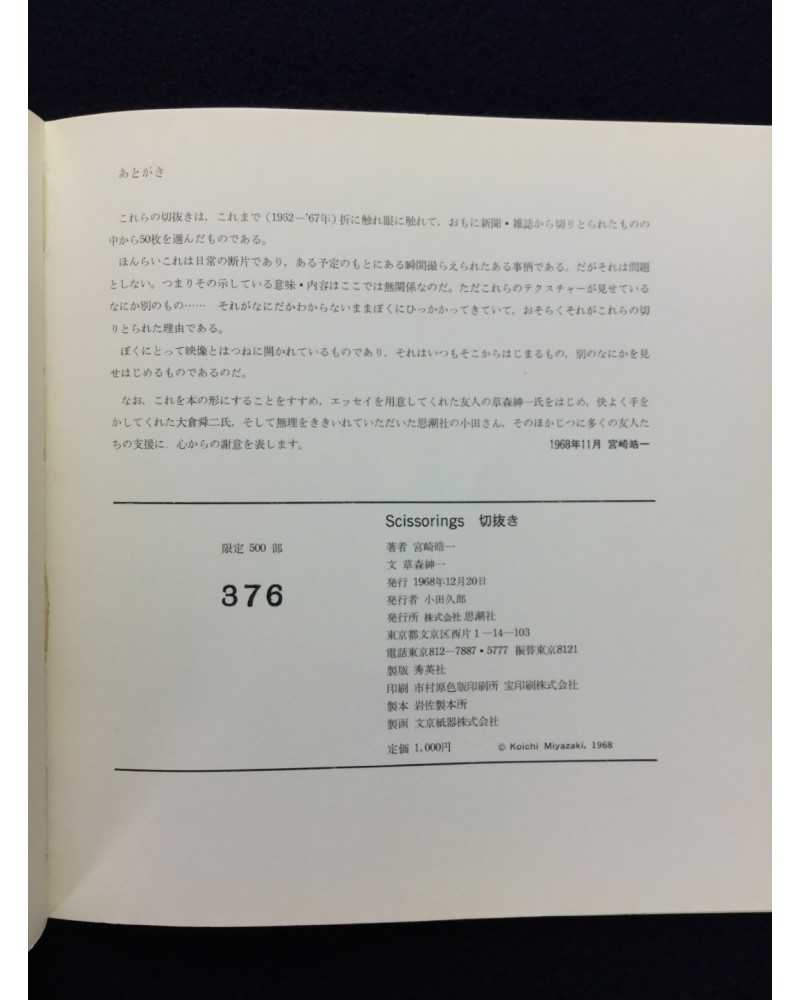 あとがき
これらの切抜きは，これまで（1962—'67年）折に触れ眼に触れて，おもに新聞・雑誌から切りとられたものの
中から50枚を選んだものである。
ほんらいこれは日常の断片であり，ある予定のもとにある瞬間撮らえられたある事柄である。だがそれは問題
としない。つまりその示している意味・内容はここでは無関係なのだ。ただこれらのテクスチャーが見せている
なにか別のもの…… それがなにだかわからないままぼくにひっかかってきていて，おそらくそれがこれらの切
りとられた理由である。
ぼくにとって映像とはつねに開かれているものであり，それはいつもそこからはじまるもの，別のなにかを見
せはじめるものであるのだ。
なお，これを本の形にすることをすすめ，エッセイを用意してくれた友人の草森紳一氏をはじめ，快よく手を
かしてくれた大倉舜二氏，そして無理をききいれていただいた思潮社の小田さん，そのほかじつに多くの友人た
ちの支援に，心からの謝意を表します。 1968年11月 宮崎皓一
Scissorings 切抜き
限定 500 部
376
著者 宮崎皓一
文 草森紳一
発行 1968年12月20日
発行者 小田久郎
発行所 株式会社 思潮社
東京都文京区西片1—14—103
電話東京812—7887・5777 振替東京8121
製版 秀英社
印刷 市村原色版印刷所 宝印刷株式会社
製本 岩佐製本所
製函 文京紙器株式会社
定価 1,000円 © Koichi Miyazaki, 1968